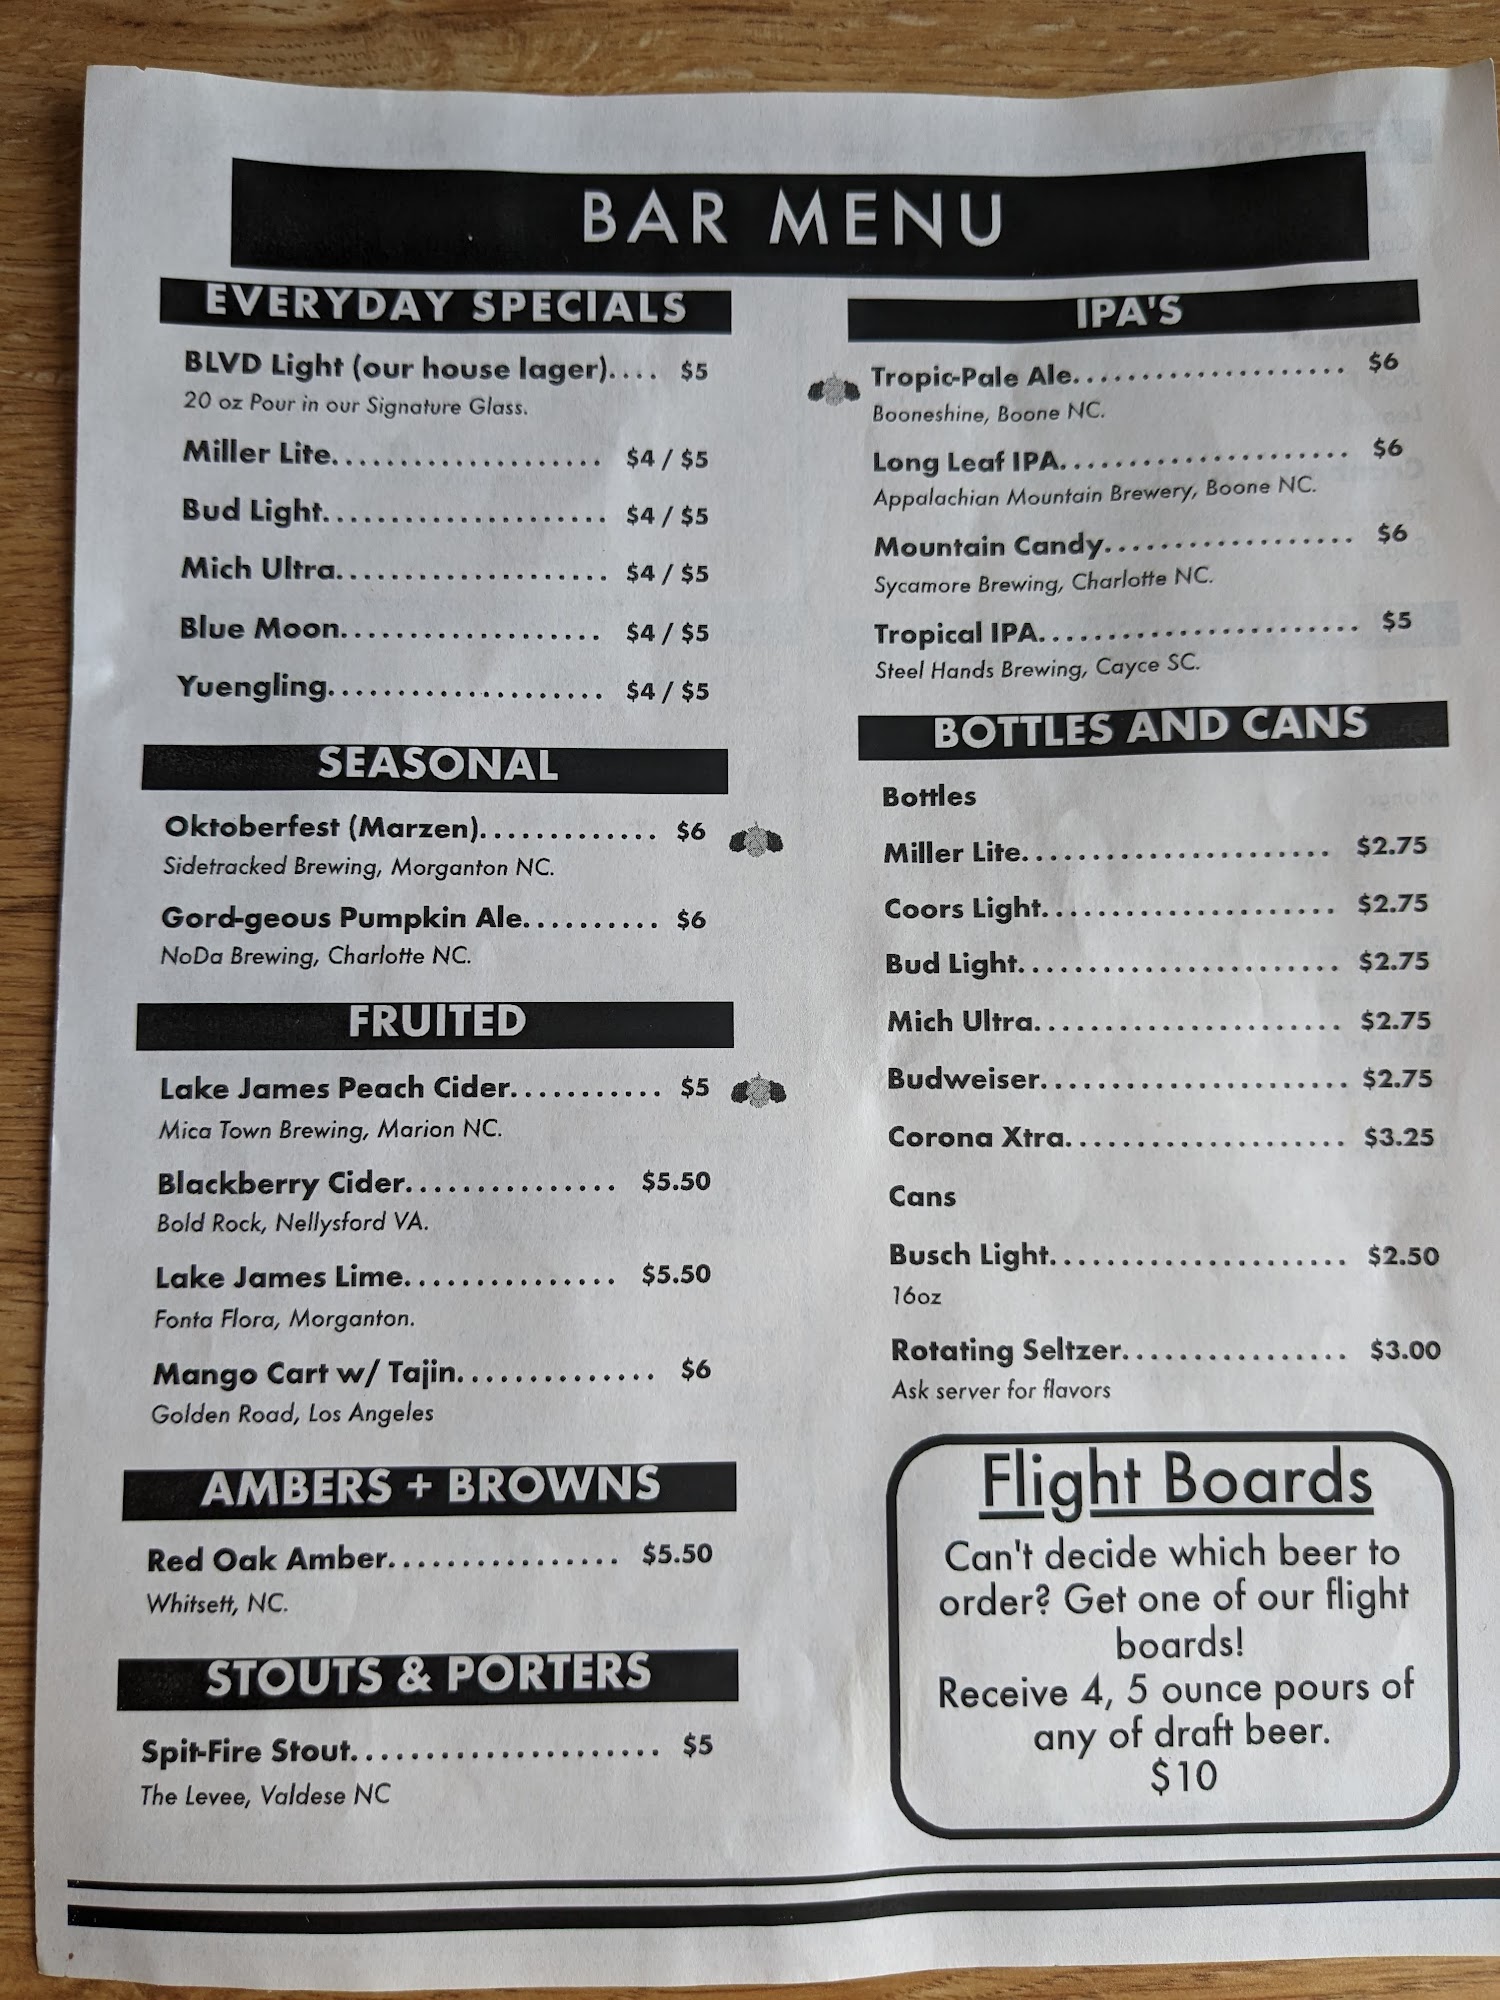 BAR MENU
EVERYDAY SPECIALS
BLVD Light (our house lager).... $5
20 oz Pour in our Signature Glass.
Miller Lite.................... $4 / $5
Bud Light..................... $4 / $5
Mich Ultra.................... $4 / $5
Blue Moon................... $4 / $5
Yuengling.................... $4 / $5
SEASONAL
Oktoberfest (Marzen)............. $6
Sidetracked Brewing, Morganton NC.
Gord-geous Pumpkin Ale.......... $6
NoDa Brewing, Charlotte NC.
FRUITED
Lake James Peach Cider........... $5
Mica Town Brewing, Marion NC.
Blackberry Cider............... $5.50
Bold Rock, Nellysford VA.
Lake James Lime............... $5.50
Fonta Flora, Morganton.
Mango Cart w/ Tajin.............. $6
Golden Road, Los Angeles
AMBERS + BROWNS
Red Oak Amber................ $5.50
Whitsett, NC.
STOUTS & PORTERS
Spit-Fire Stout...................... $5
The Levee, Valdese NC
IPA'S
Tropic-Pale Ale.................... $6
Booneshine, Boone NC.
Long Leaf IPA..................... $6
Appalachian Mountain Brewery, Boone NC.
Mountain Candy.................. $6
Sycamore Brewing, Charlotte NC.
Tropical IPA....................... $5
Steel Hands Brewing, Cayce SC.
BOTTLES AND CANS
Bottles
Miller Lite...................... $2.75
Coors Light..................... $2.75
Bud Light....................... $2.75
Mich Ultra...................... $2.75
Budweiser...................... $2.75
Corona Xtra.................... $3.25
Cans
Busch Light..................... $2.50
16oz
Rotating Seltzer................ $3.00
Ask server for flavors
Flight Boards
Can't decide which beer to
order? Get one of our flight
boards!
Receive 4, 5 ounce pours of
any of draft beer.
$10